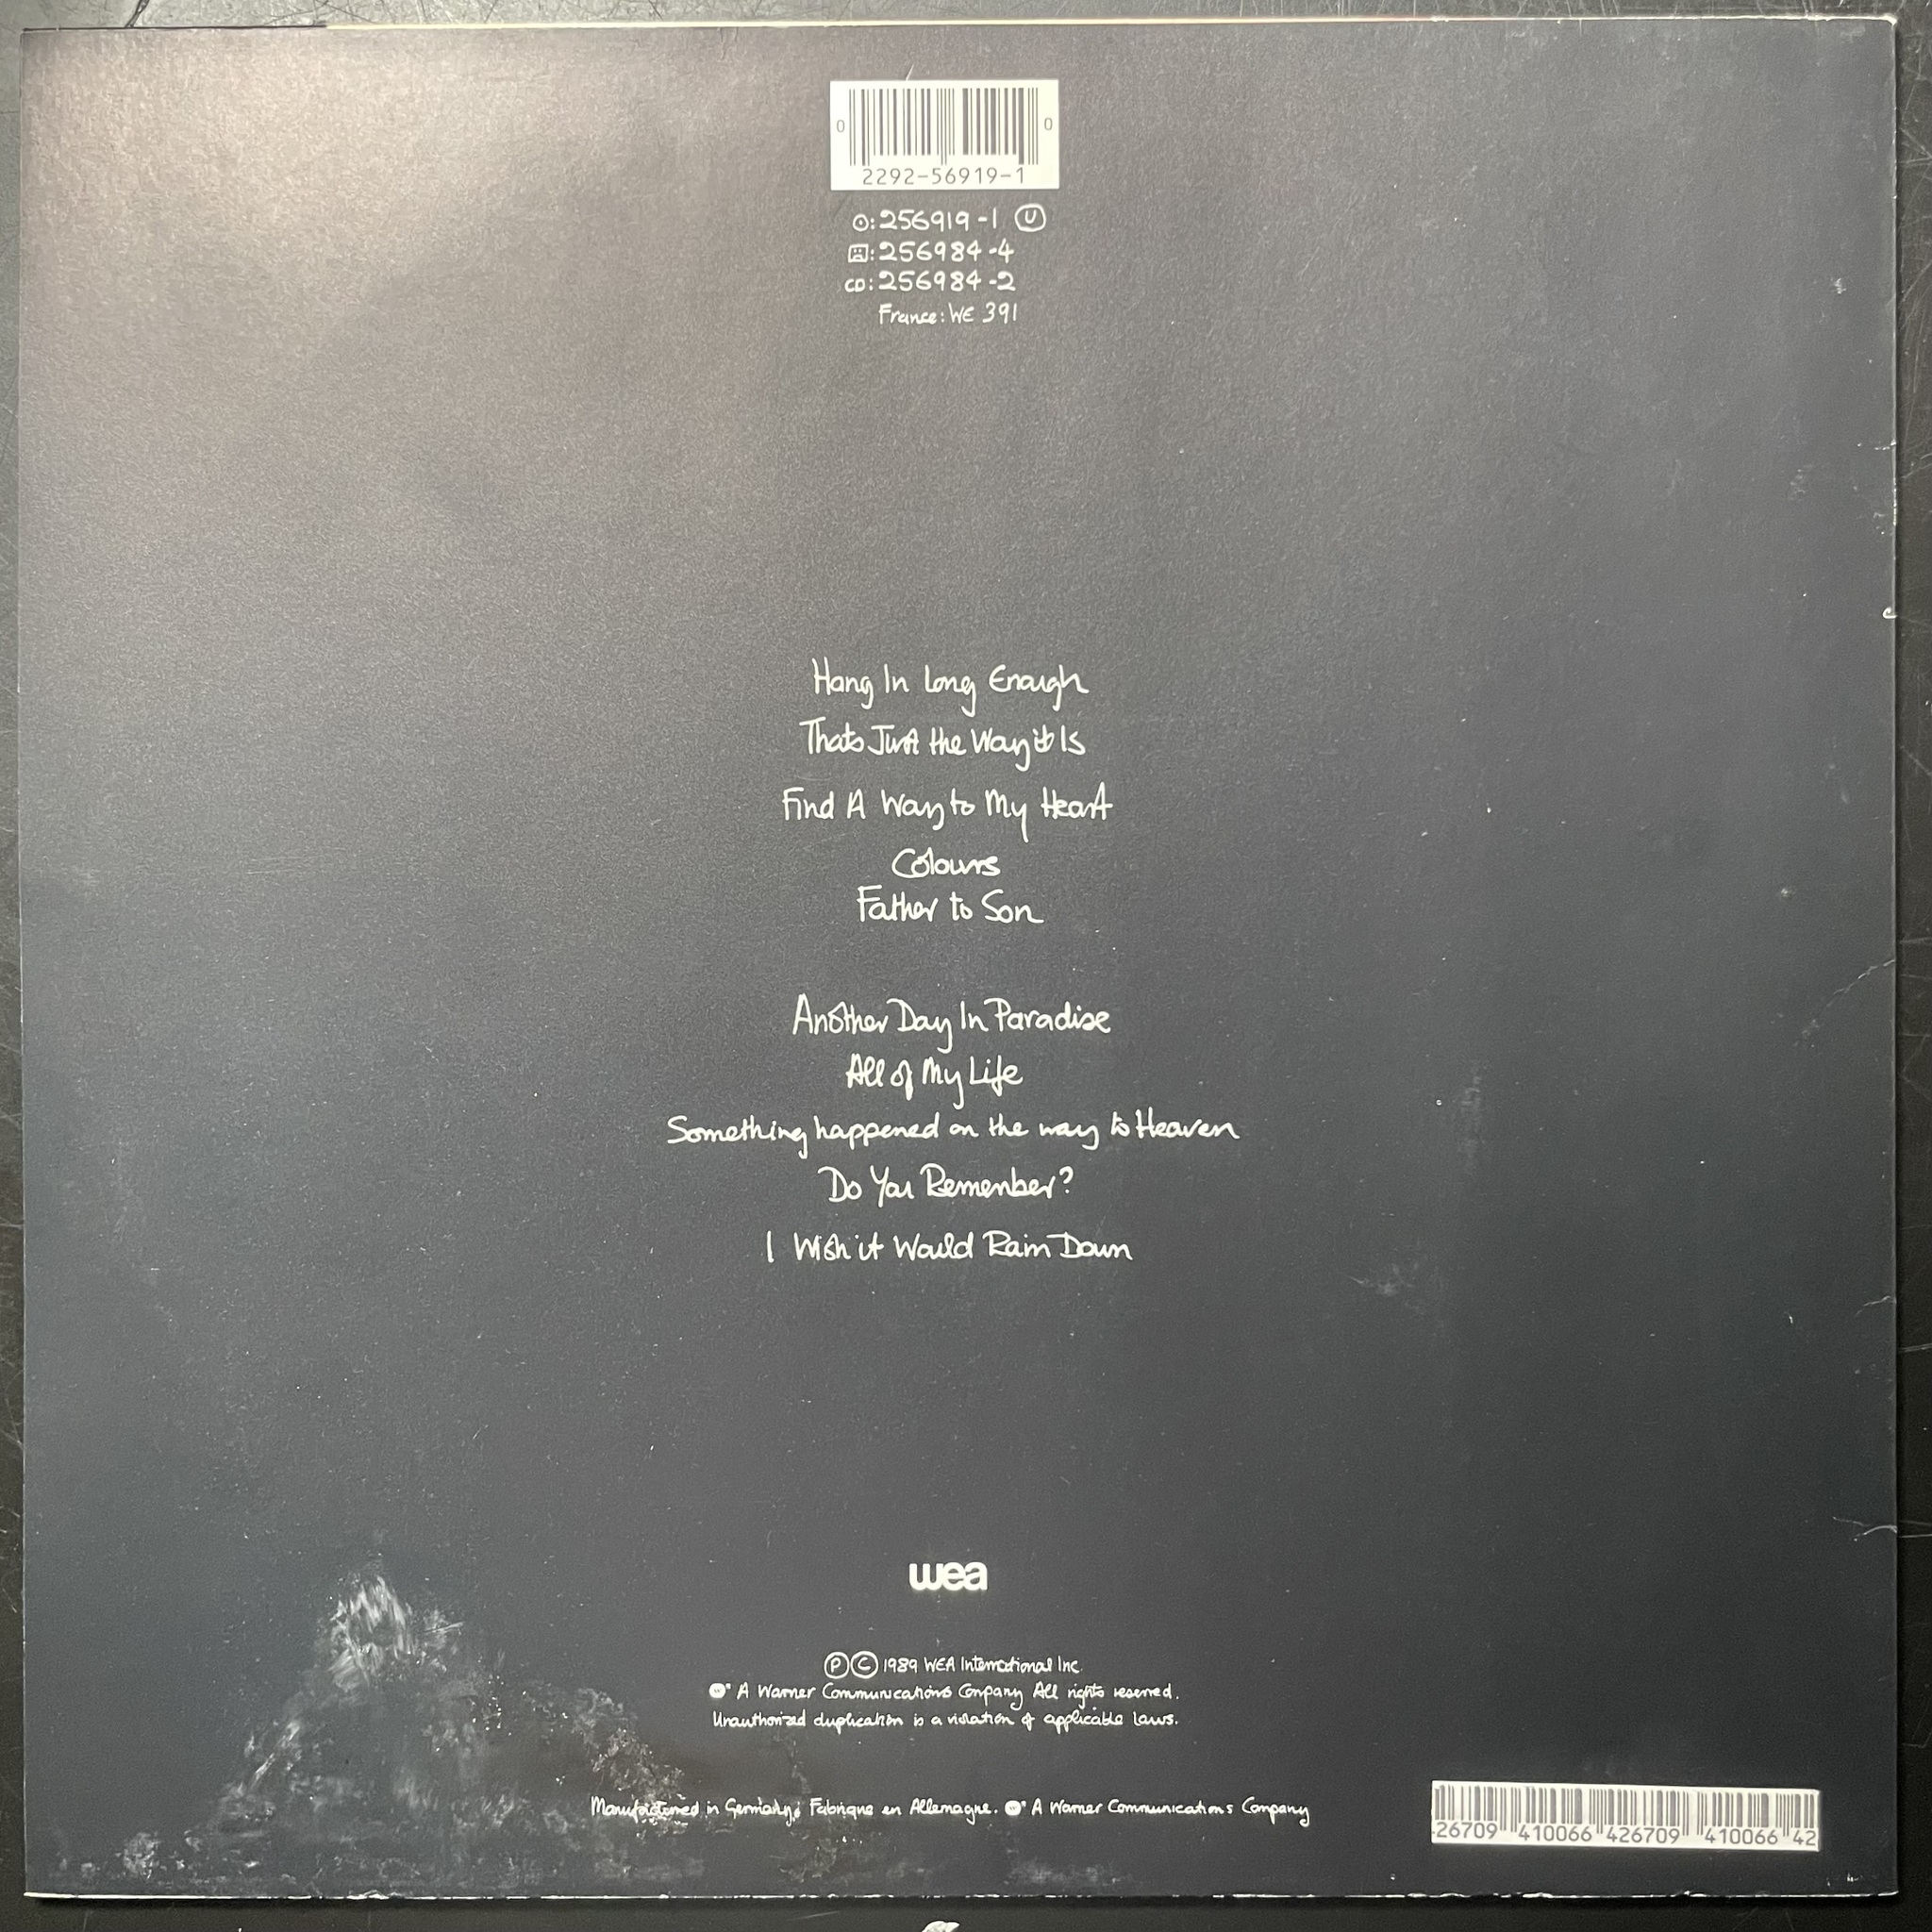 0 0
2292-56919-1
:256919-1 U
:256984-4
CD:256984-2
France: WE 391
Hang In Long Enough
Thats Just the Way it Is
Find A Way to My Heart
Colours
Father to Son
Another Day In Paradise
All of My Life
Something happened on the way to Heaven
Do You Remember?
I Wish it Would Rain Down
wea
Ⓟ© 1989 WEA International Inc.
A Warner Communications Company All rights reserved.
Unauthorized duplication is a violation of applicable laws.
Manufactured in Germany; Fabrique en Allemagne. A Warner Communications Company
26709 410066 426709 410066 42